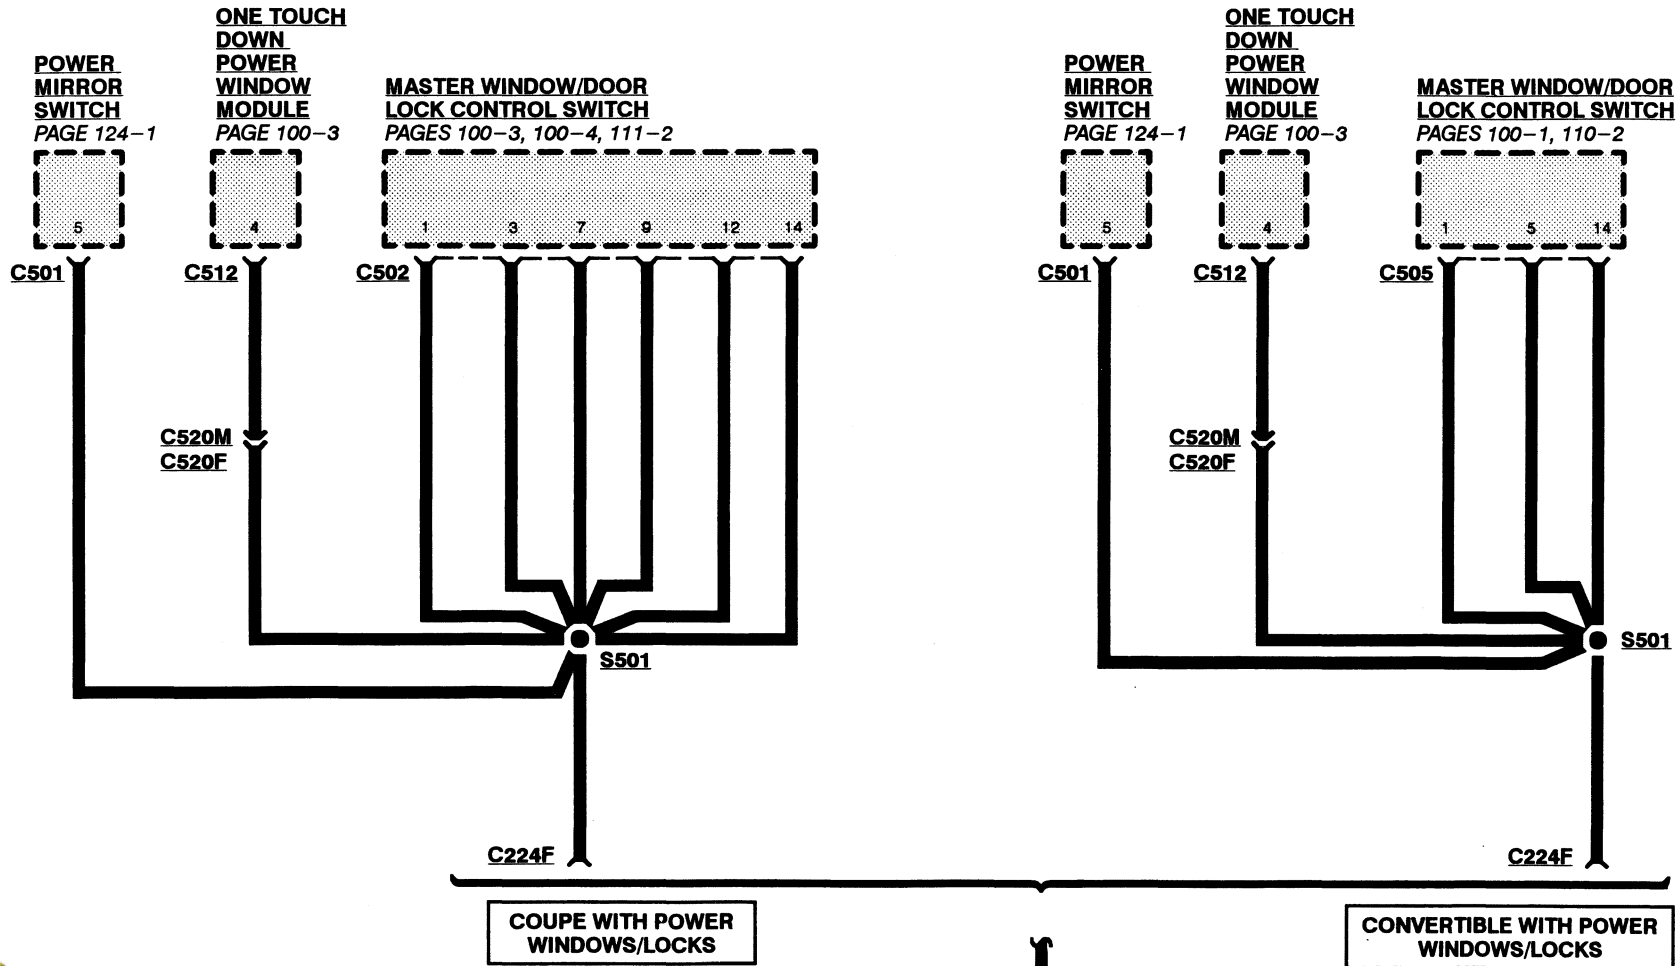 POWER
MIRROR
SWITCH
PAGE 124-1
ONE TOUCH
DOWN
POWER
WINDOW
MODULE
PAGE 100-3
MASTER WINDOW/DOOR
LOCK CONTROL SWITCH
PAGES 100-3, 100-4, 111-2
5
4
1 3 7 9 12 14
C501
C512
C502
C520M
C520F
S501
C224F
COUPE WITH POWER
WINDOWS/LOCKS
POWER
MIRROR
SWITCH
PAGE 124-1
ONE TOUCH
DOWN
POWER
WINDOW
MODULE
PAGE 100-3
MASTER WINDOW/DOOR
LOCK CONTROL SWITCH
PAGES 100-1, 110-2
5
4
1 5 14
C501
C512
C505
C520M
C520F
S501
C224F
CONVERTIBLE WITH POWER
WINDOWS/LOCKS